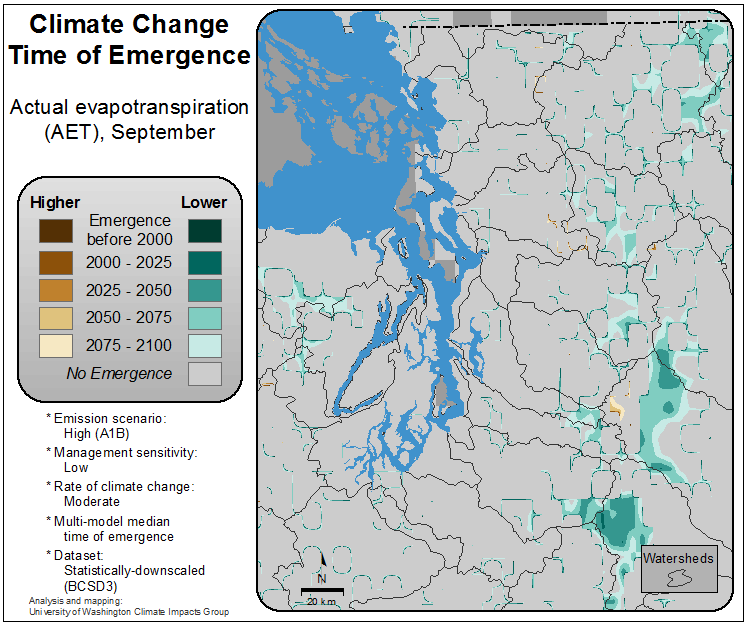 Climate Change
Time of Emergence
Actual evapotranspiration
(AET), September
Higher
Lower
Emergence
before 2000
2000 - 2025
2025 - 2050
2050 - 2075
2075 - 2100
No Emergence
* Emission scenario:
High (A1B)
* Management sensitivity:
Low
* Rate of climate change:
Moderate
* Multi-model median
time of emergence
* Dataset:
Statistically-downscaled
(BCSD3)
Analysis and mapping:
University of Washington Climate Impacts Group
N
20 km
Watersheds